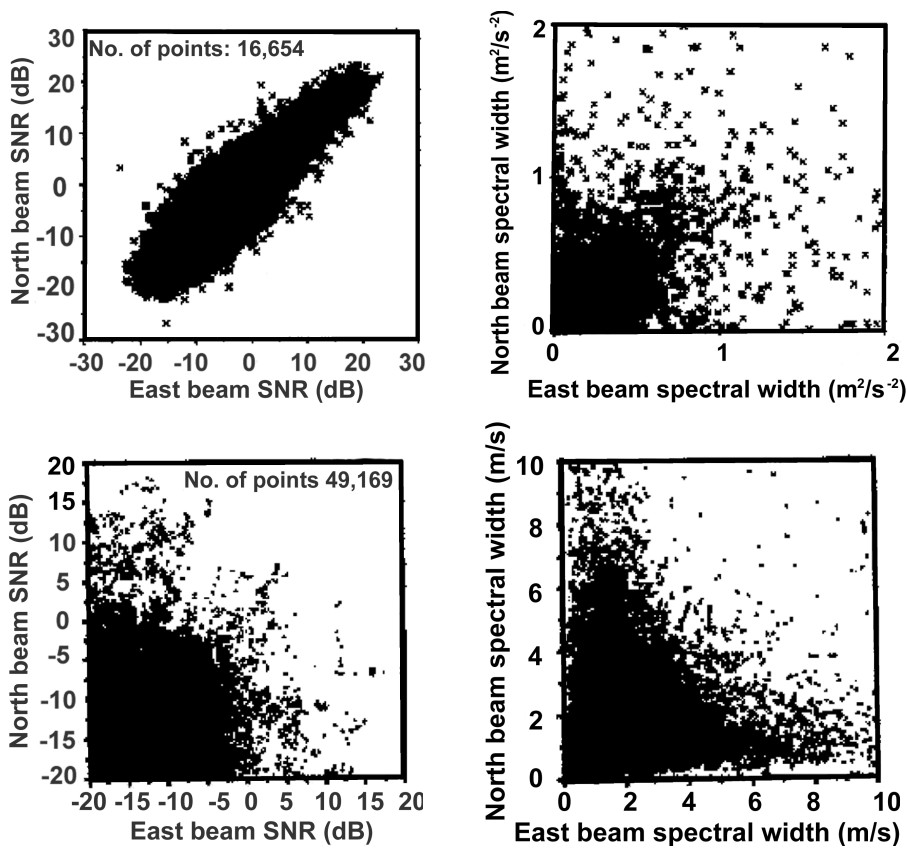 No. of points: 16,654
North beam SNR (dB)
30
20
10
0
-10
-20
-30
-30 -20 -10 0 10 20 30
East beam SNR (dB)
North beam spectral width (m²/s⁻²)
2
1
0
0 1 2
East beam spectral width (m²/s⁻²)
No. of points 49,169
North beam SNR (dB)
20
15
10
5
0
-5
-10
-15
-20
-20 -15 -10 -5 0 5 10 15 20
East beam SNR (dB)
North beam spectral width (m/s)
10
8
6
4
2
0
0 2 4 6 8 10
East beam spectral width (m/s)